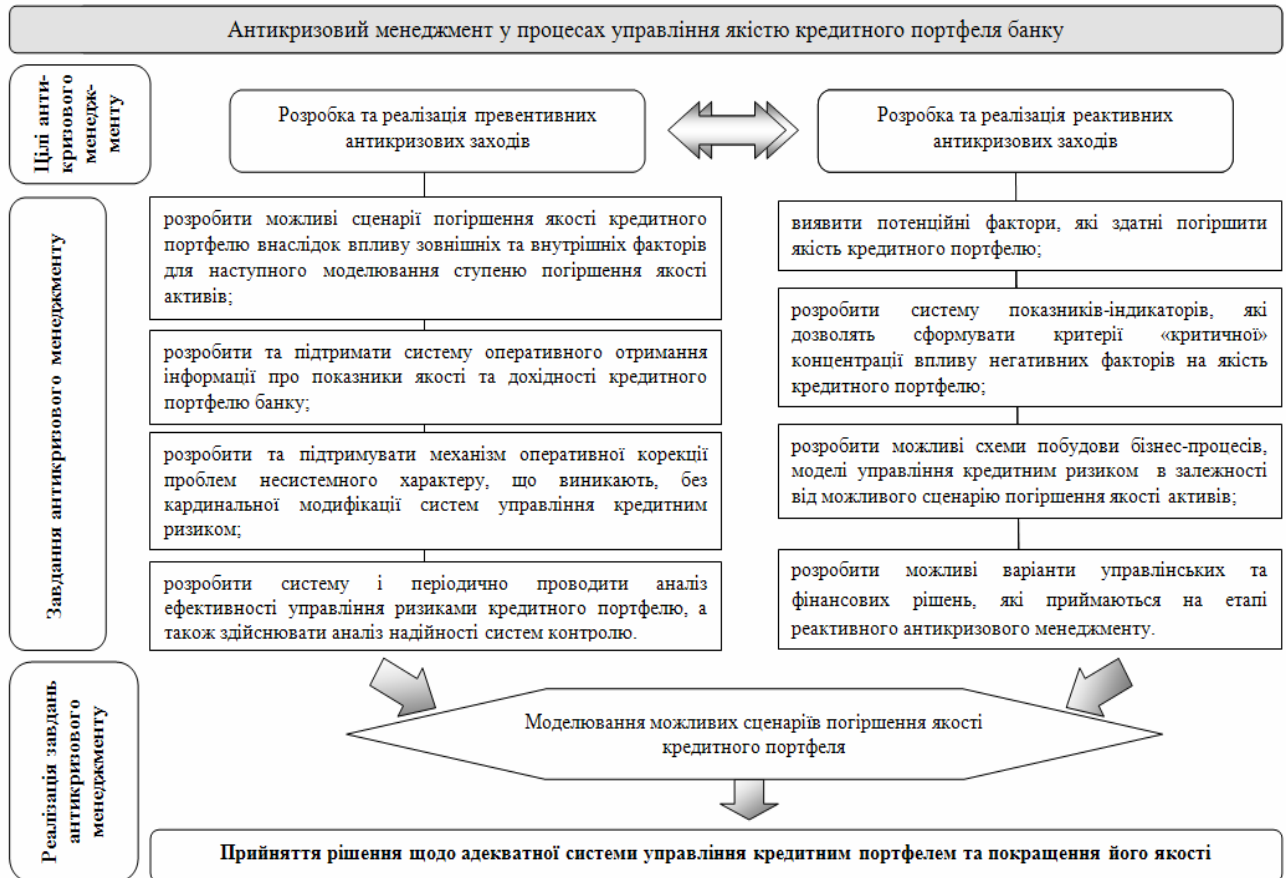 Антикризовий менеджмент у процесах управління якістю кредитного портфеля банку
Цілі анти-
кризового
менедж-
менту
Розробка та реалізація превентивних
антикризових заходів
Розробка та реалізація реактивних
антикризових заходів
Завдання антикризового менеджменту
розробити можливі сценарії погіршення якості кредитного
портфелю внаслідок впливу зовнішніх та внутрішніх факторів
для наступного моделювання ступеню погіршення якості
активів;
розробити та підтримати систему оперативного отримання
інформації про показники якості та дохідності кредитного
портфелю банку;
розробити та підтримувати механізм оперативної корекції
проблем несистемного характеру, що виникають, без
кардинальної модифікації систем управління кредитним
ризиком;
розробити систему і періодично проводити аналіз
ефективності управління ризиками кредитного портфелю, а
також здійснювати аналіз надійності систем контролю.
виявити потенційні фактори, які здатні погіршити
якість кредитного портфелю;
розробити систему показників-індикаторів, які
дозволять сформувати критерії «критичної»
концентрації впливу негативних факторів на якість
кредитного портфелю;
розробити можливі схеми побудови бізнес-процесів,
моделі управління кредитним ризиком в залежності
від можливого сценарію погіршення якості активів;
розробити можливі варіанти управлінських та
фінансових рішень, які приймаються на етапі
реактивного антикризового менеджменту.
Реалізація завдань
антикризового
менеджменту
Моделювання можливих сценаріїв погіршення якості
кредитного портфеля
Прийняття рішення щодо адекватної системи управління кредитним портфелем та покращення його якості